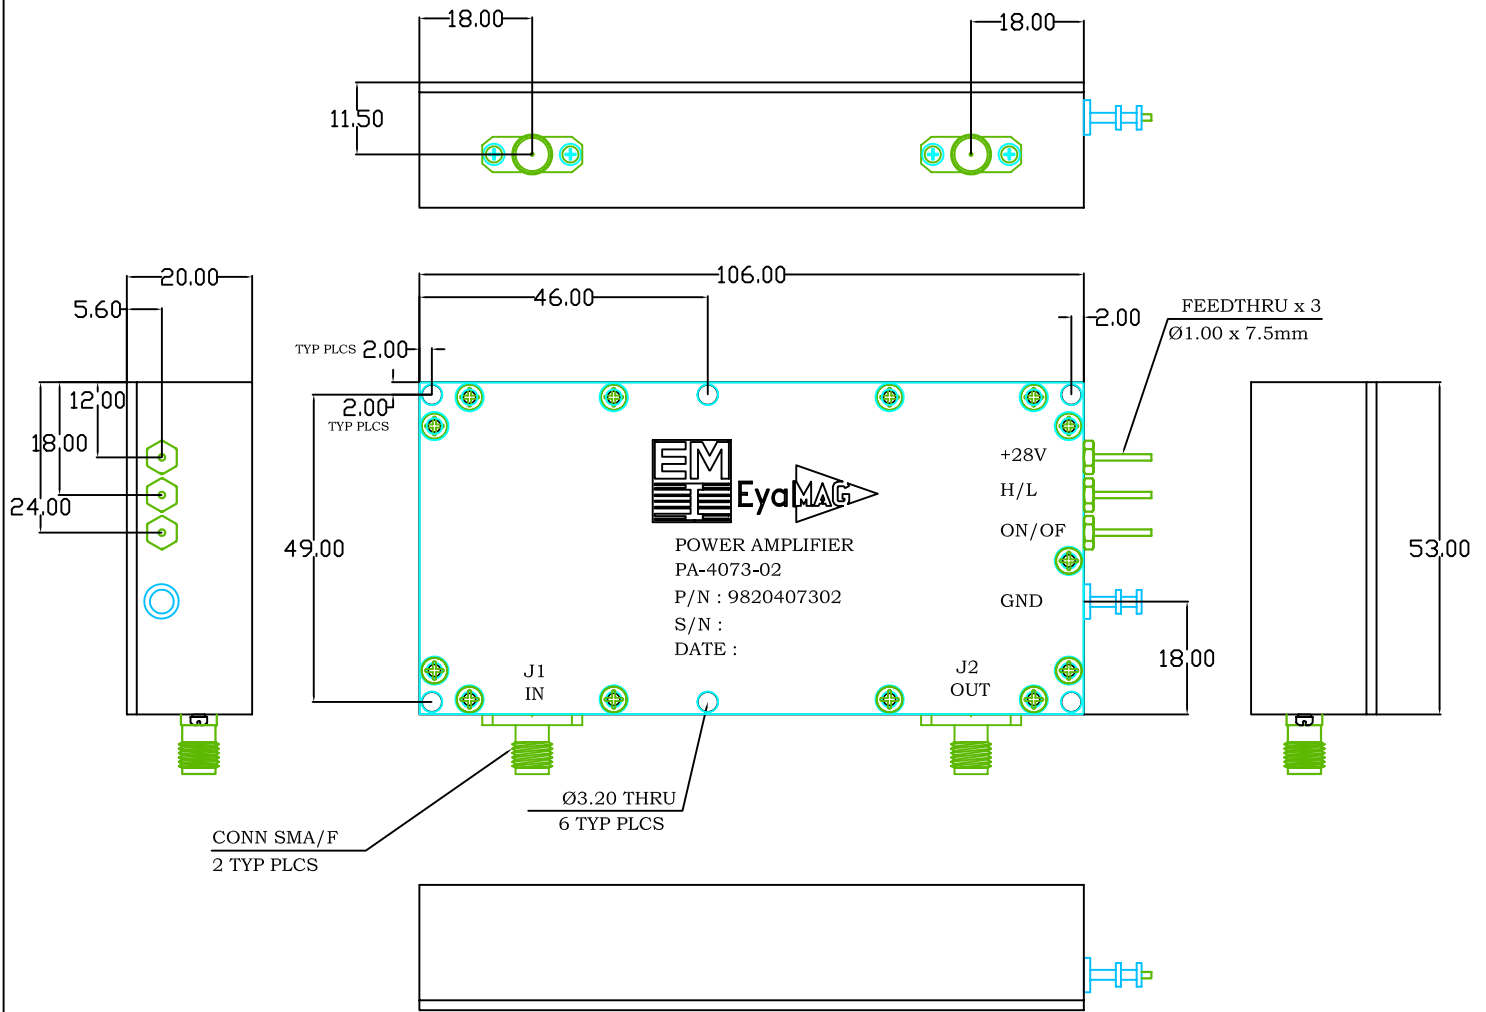 18.00
18.00
11.50
20.00
106.00
5.60
46.00
2.00
FEEDTHRU x 3
Ø1.00 x 7.5mm
TYP PLCS 2.00
12.00
2.00
TYP PLCS
18.00
24.00
EMI
EyalMAG
+28V
H/L
ON/OF
49.00
53.00
POWER AMPLIFIER
PA-4073-02
P/N : 9820407302
GND
S/N :
DATE :
18.00
J1
IN
J2
OUT
Ø3.20 THRU
6 TYP PLCS
CONN SMA/F
2 TYP PLCS